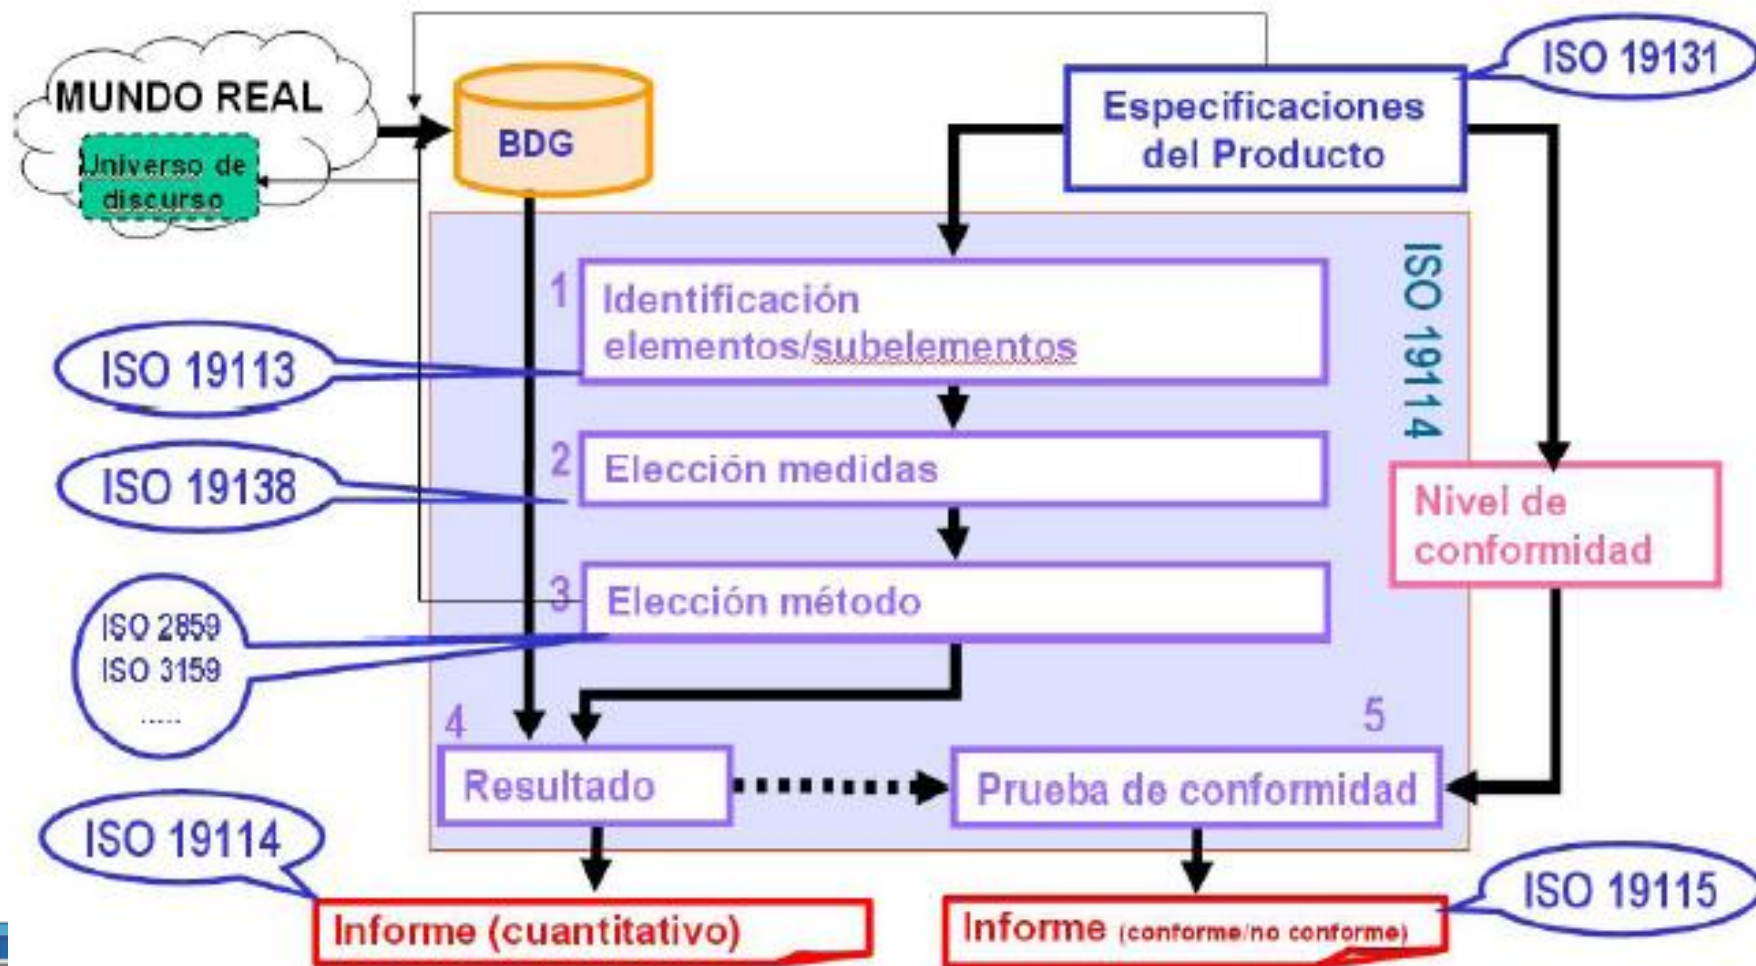 MUNDO REAL
Universo de
discurso
BDG
Especificaciones
del Producto
ISO 19131
1
Identificación
elementos/subelementos
ISO 19114
ISO 19113
2
Elección medidas
ISO 19138
Nivel de
conformidad
3
Elección método
ISO 2859
ISO 3159
.....
4
Resultado
5
Prueba de conformidad
ISO 19114
Informe (cuantitativo)
Informe (conforme/no conforme)
ISO 19115